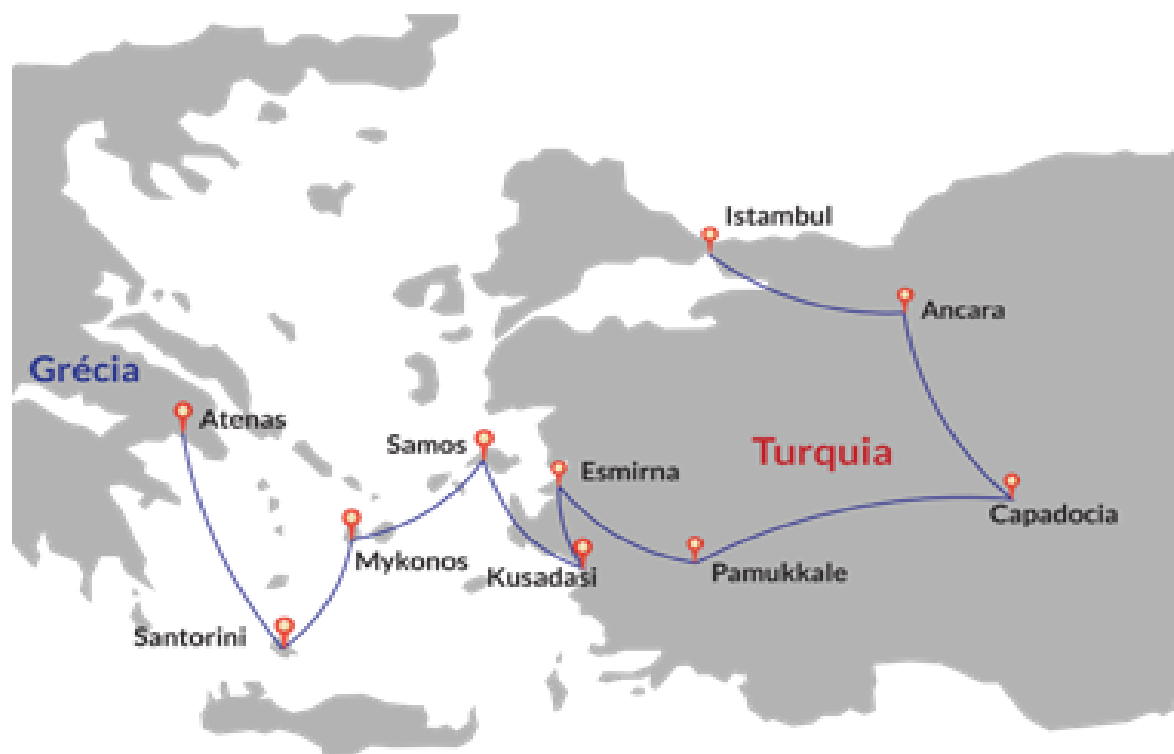 Istambul
Ancara
Grécia
Atenas
Samos
Turquia
Esmirna
Capadocia
Mykonos
Kusadasi
Pamukkale
Santorini